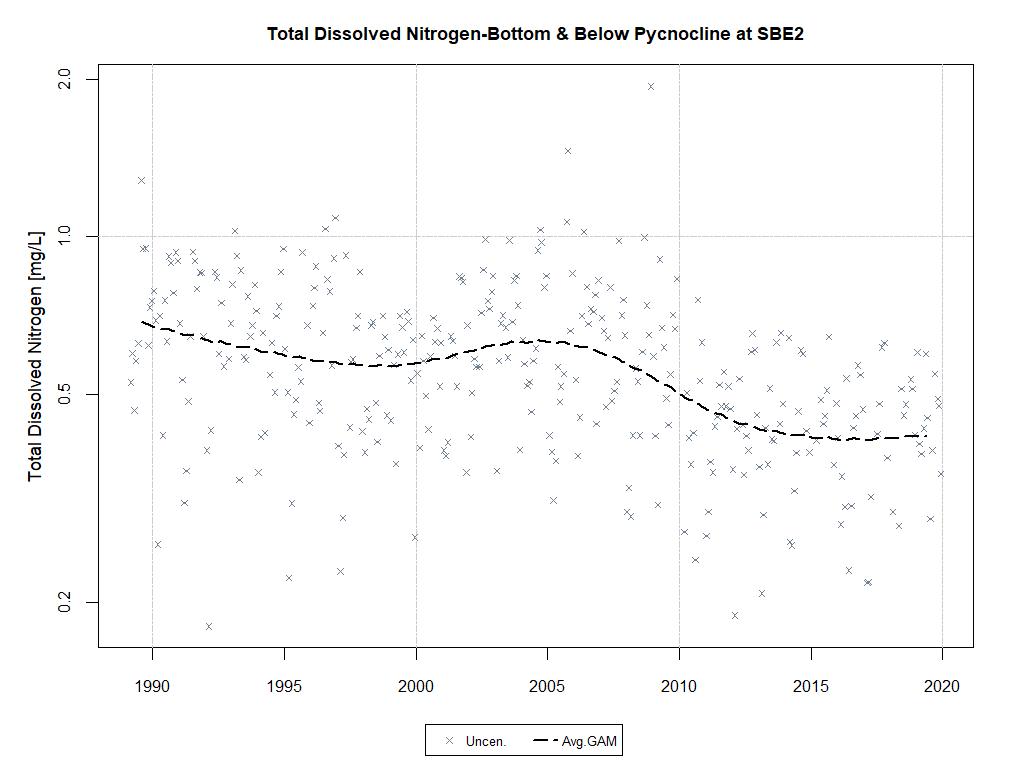 Total Dissolved Nitrogen-Bottom & Below Pycnocline at SBE2
Total Dissolved Nitrogen [mg/L]
2.0
1.0
0.5
0.2
1990 1995 2000 2005 2010 2015 2020
Uncen. Avg.GAM